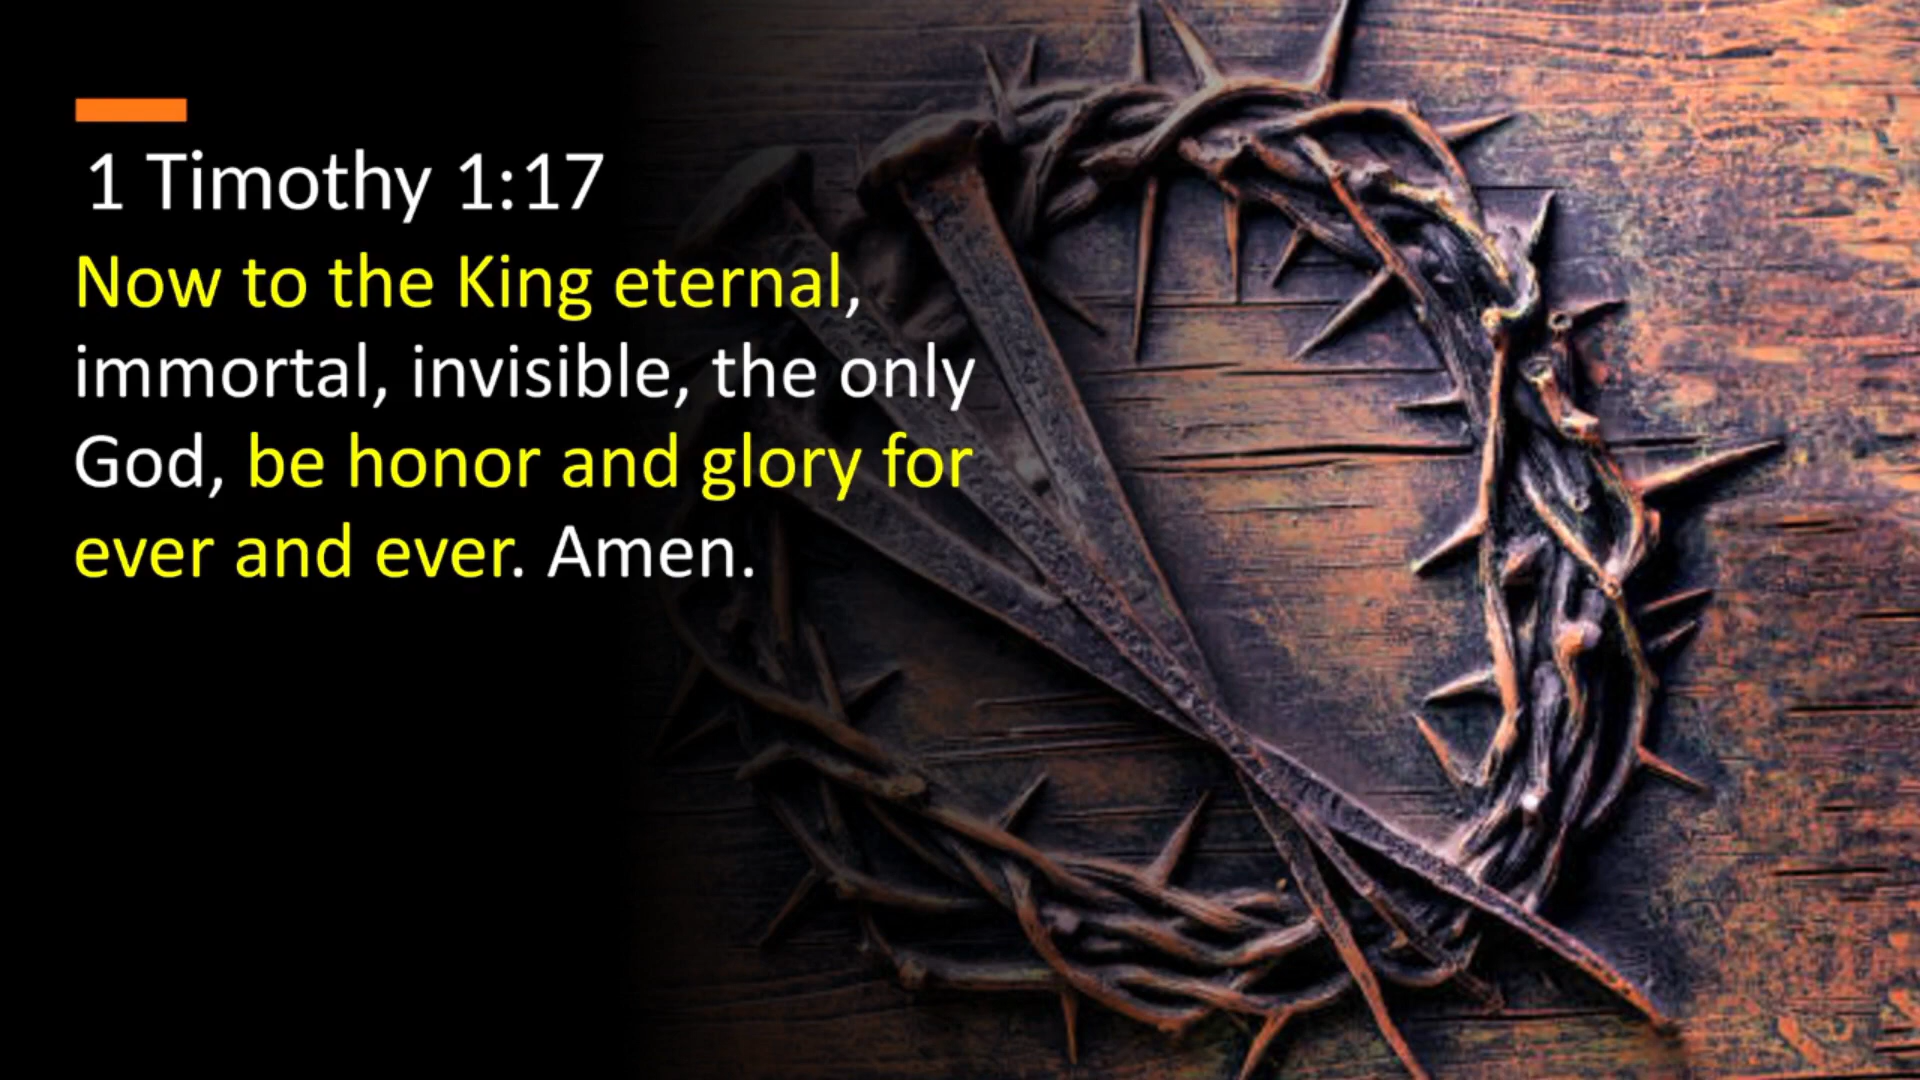 1 Timothy 1:17
Now to the King eternal,
immortal, invisible, the only
God, be honor and glory for
ever and ever. Amen.